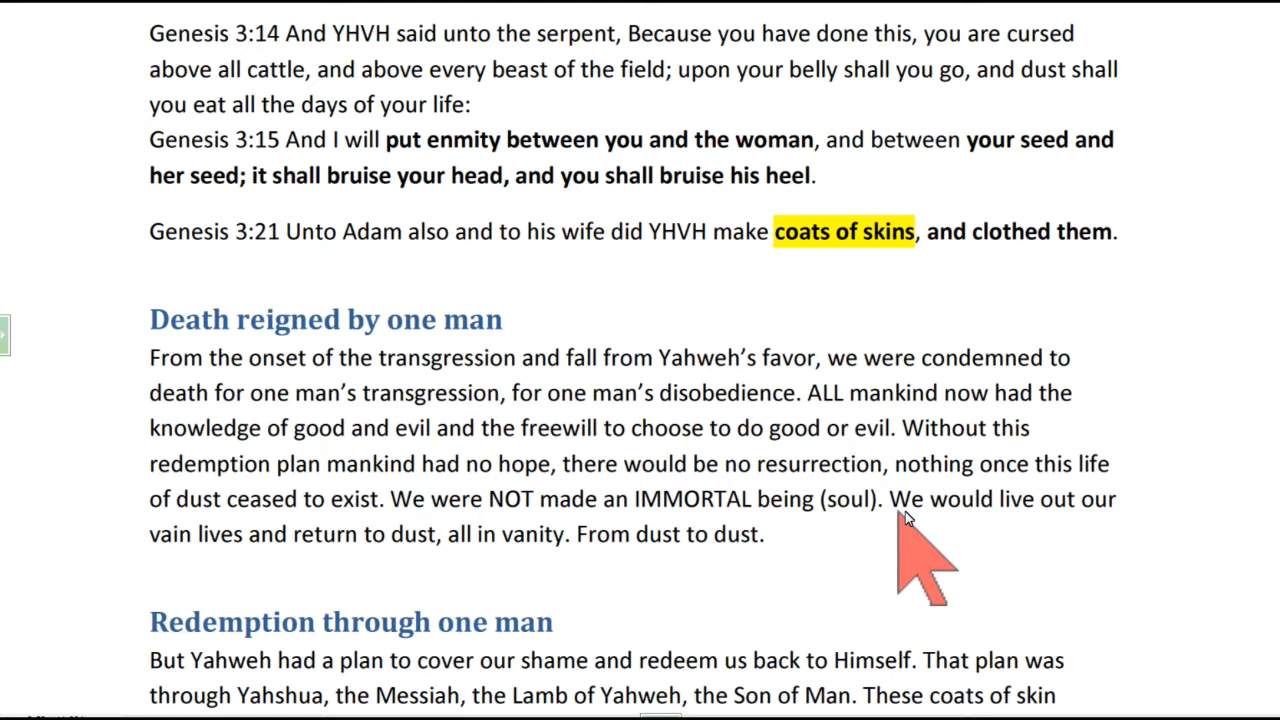 Genesis 3:14 And YHVH said unto the serpent, Because you have done this, you are cursed
above all cattle, and above every beast of the field; upon your belly shall you go, and dust shall
you eat all the days of your life:
Genesis 3:15 And I will put enmity between you and the woman, and between your seed and
her seed; it shall bruise your head, and you shall bruise his heel.
Genesis 3:21 Unto Adam also and to his wife did YHVH make coats of skins, and clothed them.
Death reigned by one man
From the onset of the transgression and fall from Yahweh’s favor, we were condemned to
death for one man’s transgression, for one man’s disobedience. ALL mankind now had the
knowledge of good and evil and the freewill to choose to do good or evil. Without this
redemption plan mankind had no hope, there would be no resurrection, nothing once this life
of dust ceased to exist. We were NOT made an IMMORTAL being (soul). We would live out our
vain lives and return to dust, all in vanity. From dust to dust.
Redemption through one man
But Yahweh had a plan to cover our shame and redeem us back to Himself. That plan was
through Yahshua, the Messiah, the Lamb of Yahweh, the Son of Man. These coats of skin